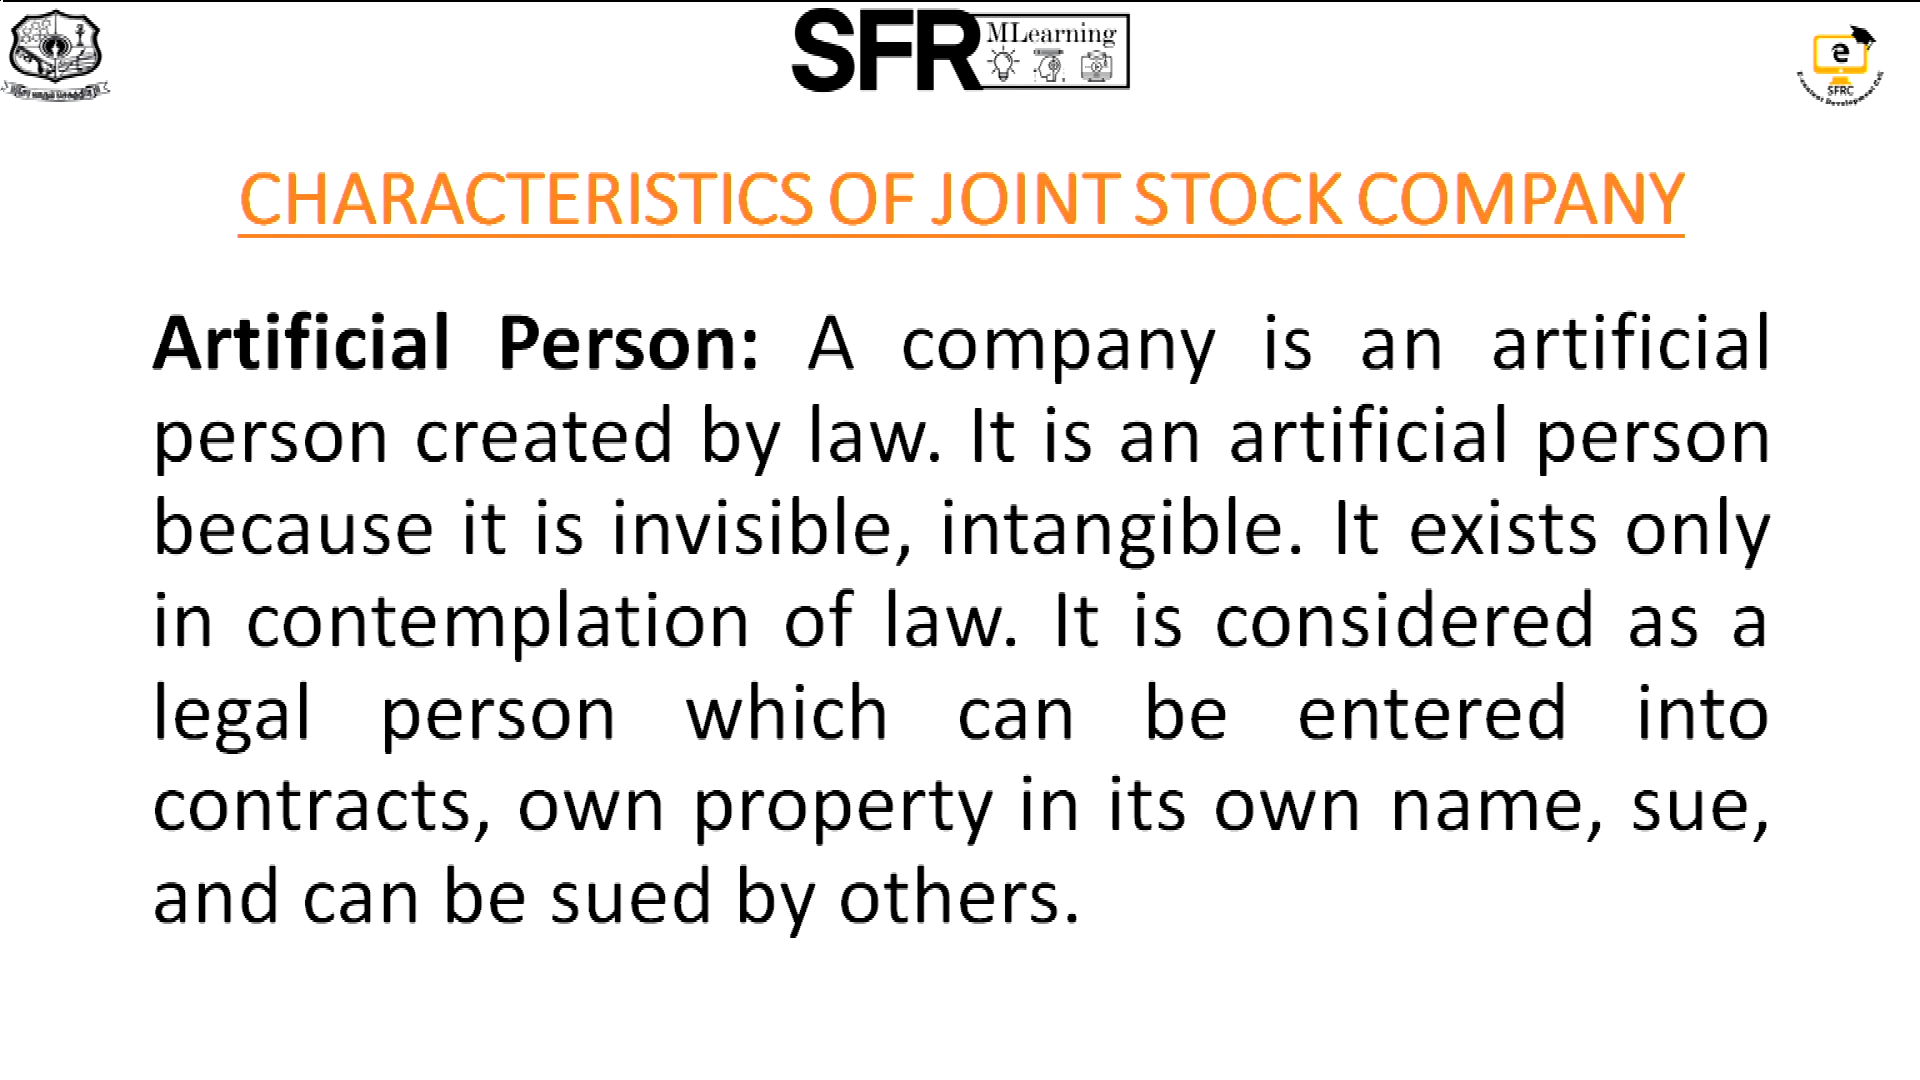 SFR MLearning
e
SFRC
CHARACTERISTICS OF JOINT STOCK COMPANY
Artificial Person: A company is an artificial
person created by law. It is an artificial person
because it is invisible, intangible. It exists only
in contemplation of law. It is considered as a
legal person which can be entered into
contracts, own property in its own name, sue,
and can be sued by others.